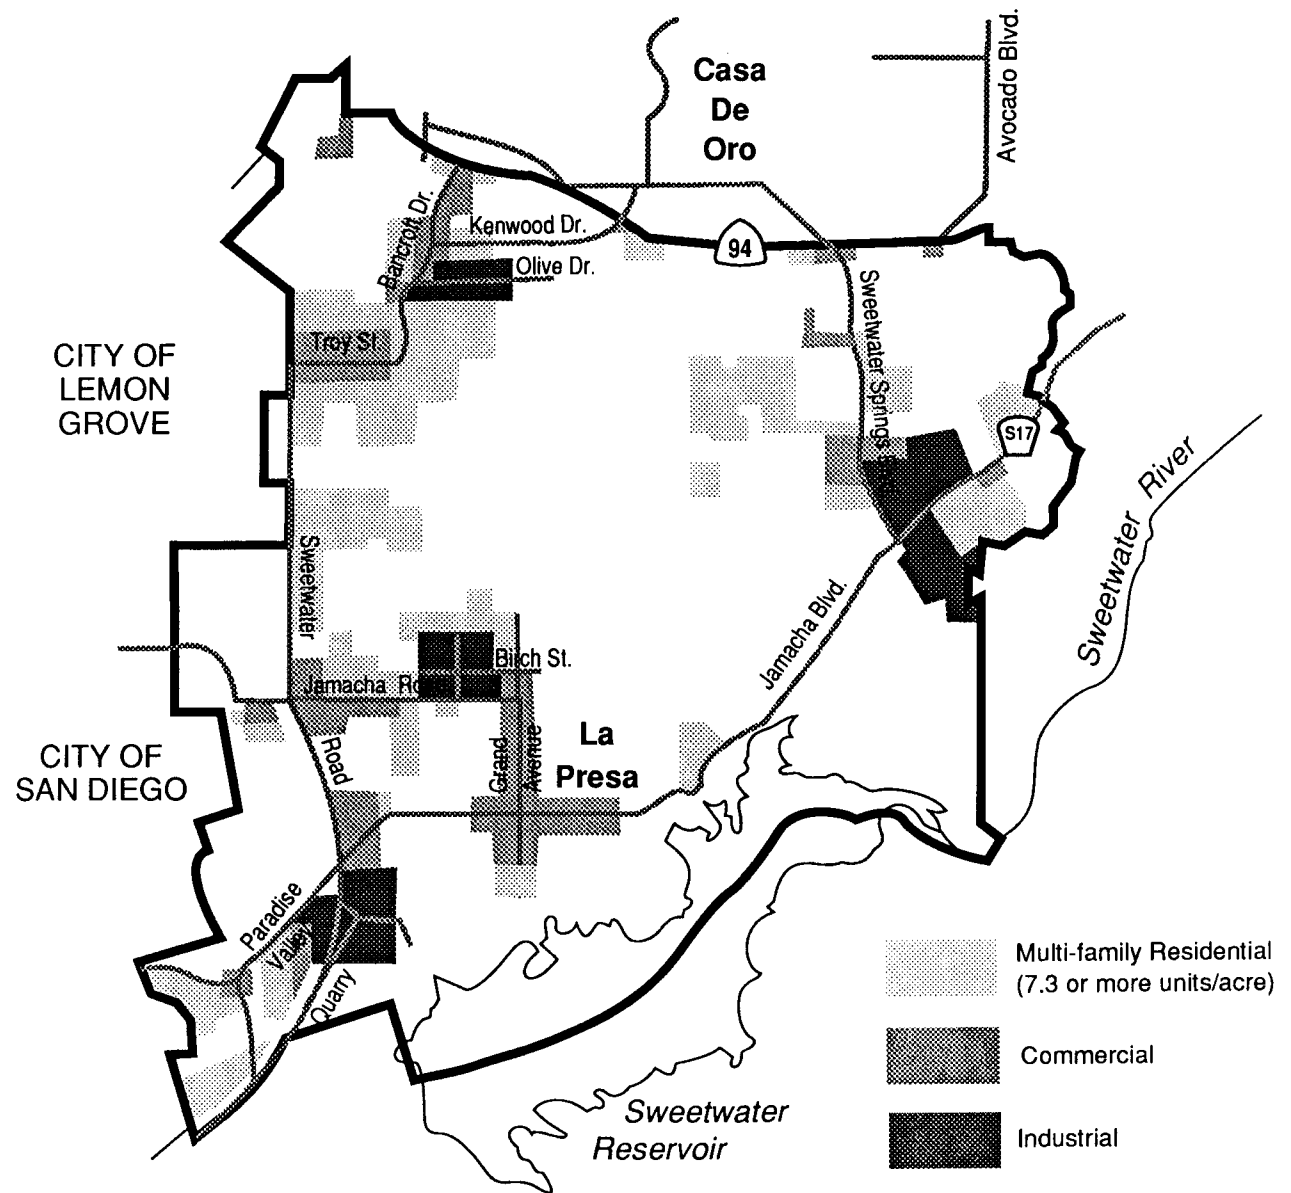 Casa
De
Oro
Avocado Blvd.
Bancroft Dr.
Kenwood Dr.
94
Olive Dr.
Sweetwater Springs
Troy St
CITY OF
LEMON
GROVE
S17
Sweetwater River
Sweetwater
Road
Birch St.
Jamacha
Jamacha Blvd.
La
Presa
Grand
Avenue
CITY OF
SAN DIEGO
Paradise
Valley
Quarry
Multi-family Residential
(7.3 or more units/acre)
Commercial
Industrial
Sweetwater
Reservoir